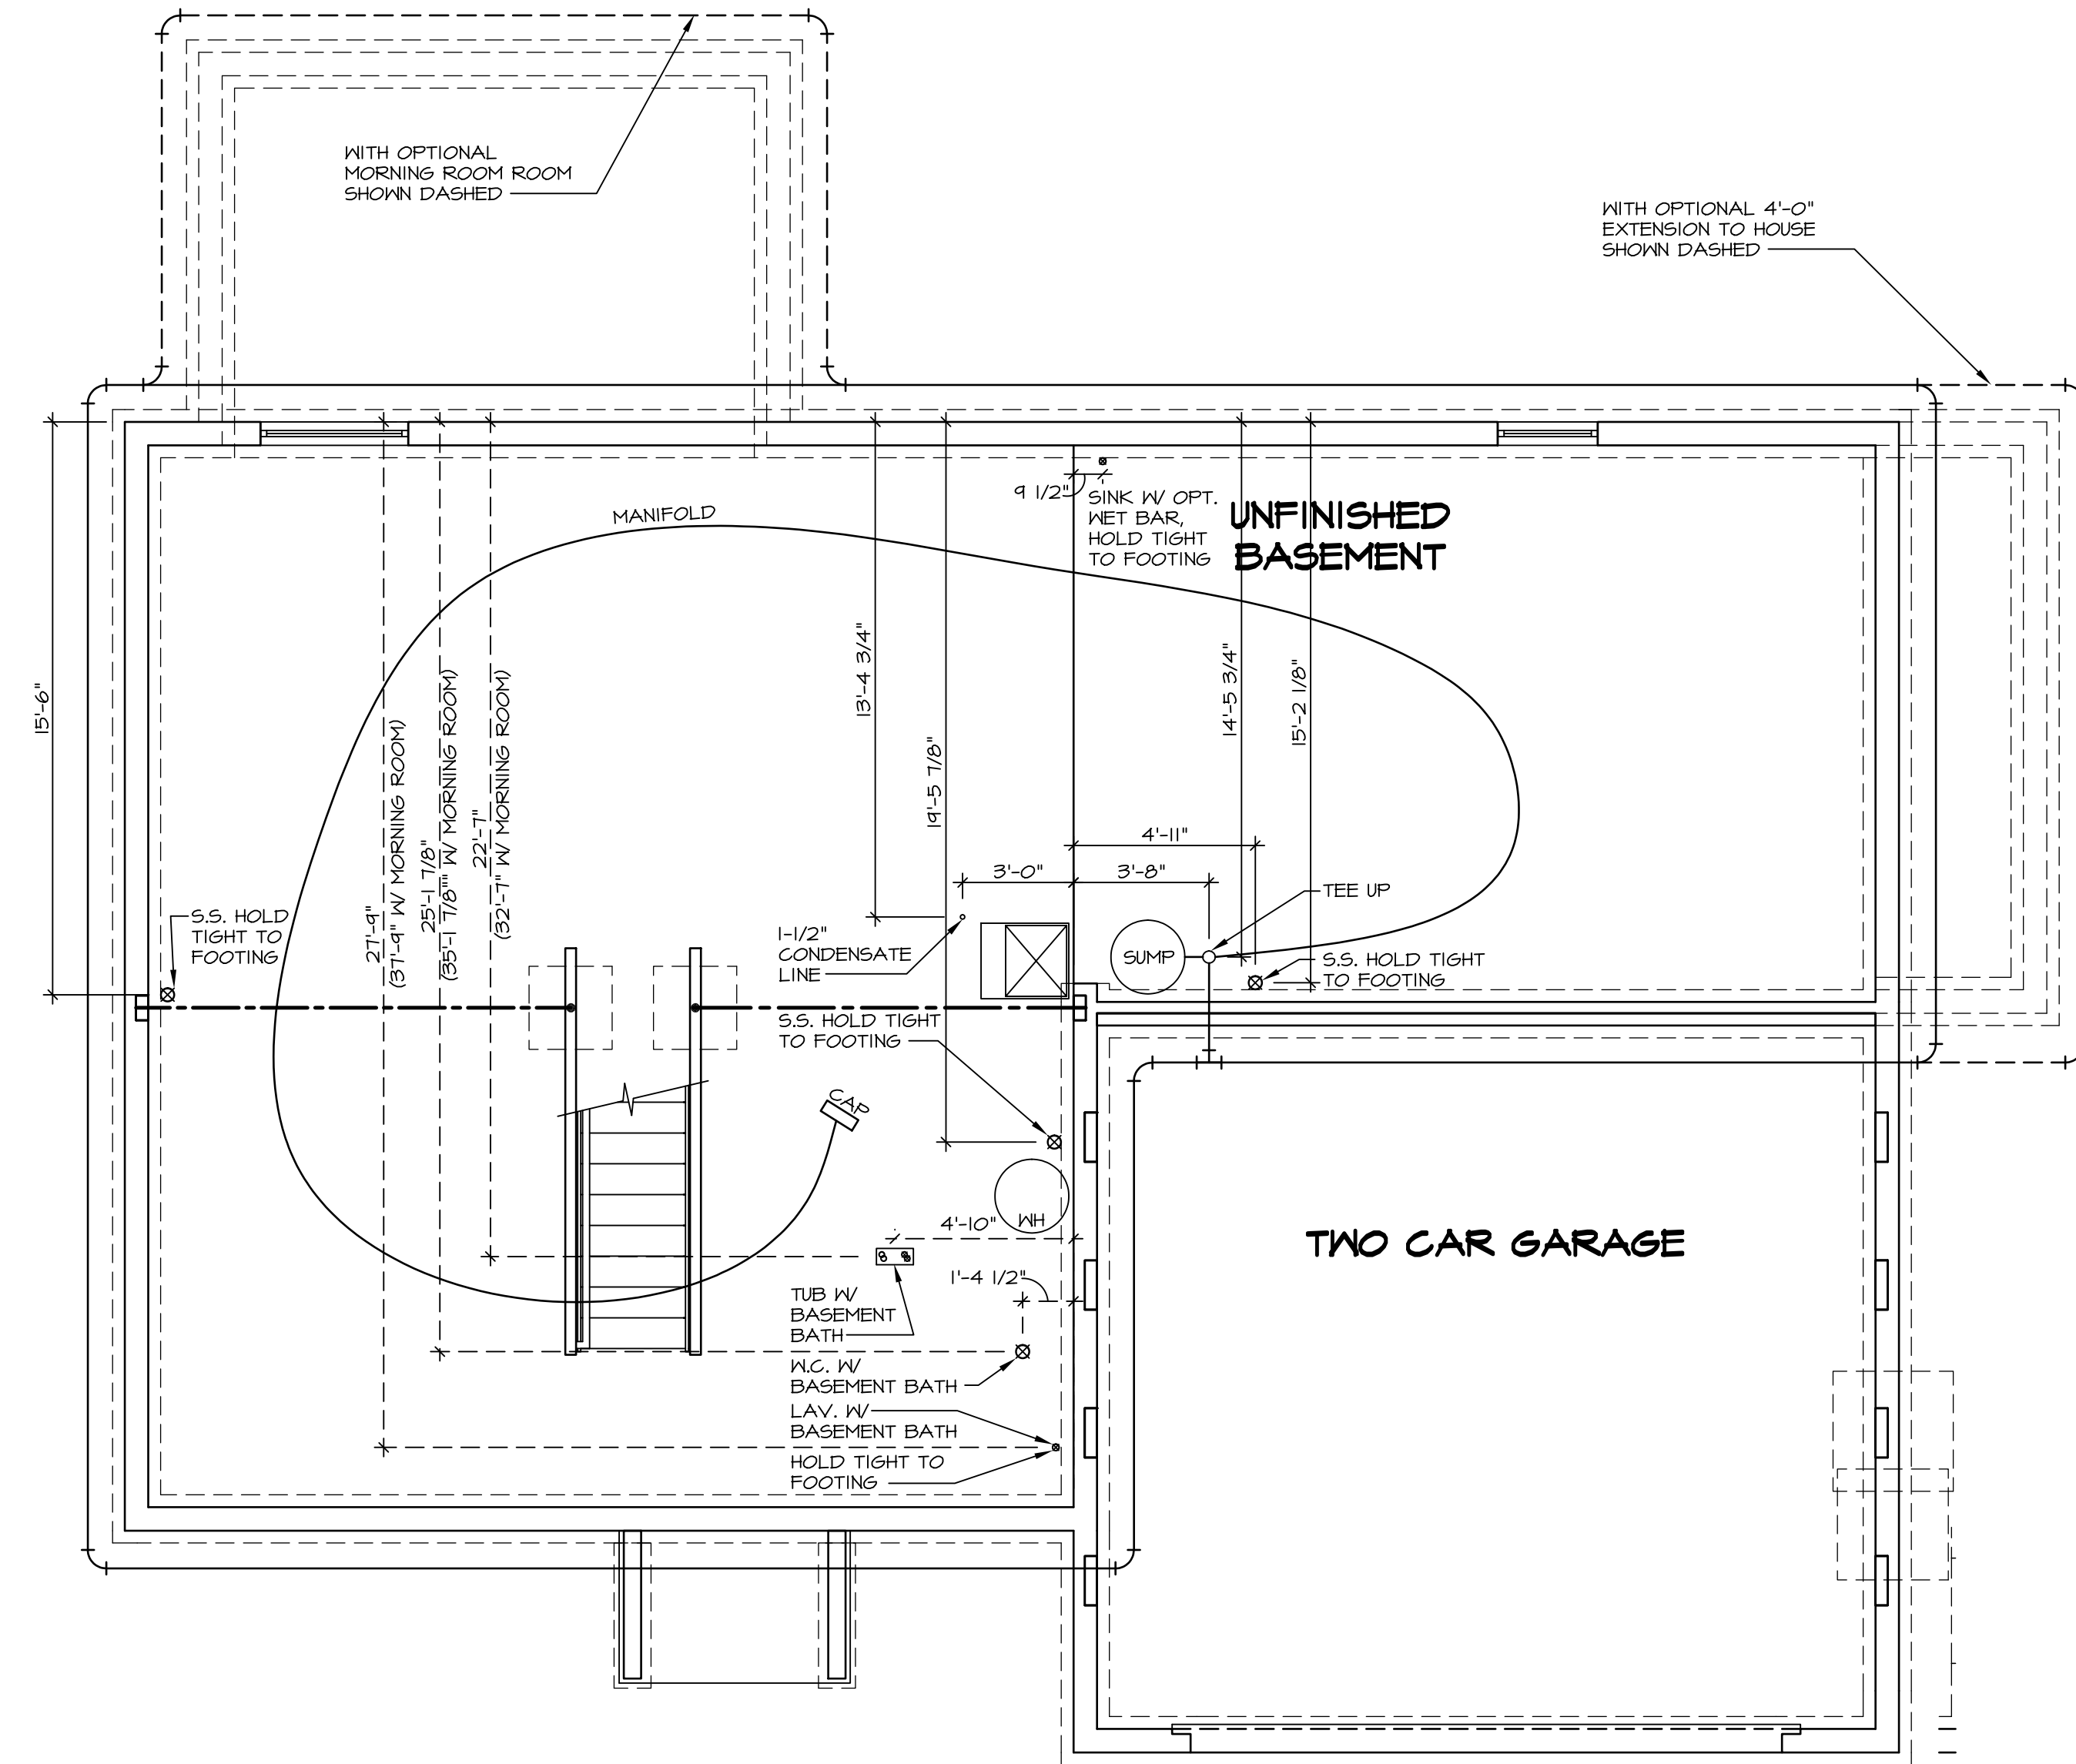 WITH OPTIONAL
MORNING ROOM ROOM
SHOWN DASHED
WITH OPTIONAL 4'-0"
EXTENSION TO HOUSE
SHOWN DASHED
9 1/2"
SINK W/ OPT.
WET BAR,
HOLD TIGHT
TO FOOTING
UNFINISHED
BASEMENT
MANIFOLD
15'-6"
27'-9"
(37'-9" W/ MORNING ROOM)
25'-1 7/8"
(35'-1 7/8"" W/ MORNING ROOM)
22'-7"
(32'-7" W/ MORNING ROOM)
13'-4 3/4"
19'-5 7/8"
14'-5 3/4"
15'-2 1/8"
4'-11"
3'-0"
3'-8"
TEE UP
S.S. HOLD
TIGHT TO
FOOTING
1-1/2"
CONDENSATE
LINE
SUMP
S.S. HOLD TIGHT
TO FOOTING
S.S. HOLD TIGHT
TO FOOTING
CAP
WH
4'-10"
1'-4 1/2"
TUB W/
BASEMENT
BATH
W.C. W/
BASEMENT BATH
LAV. W/
BASEMENT BATH
HOLD TIGHT TO
FOOTING
TWO CAR GARAGE